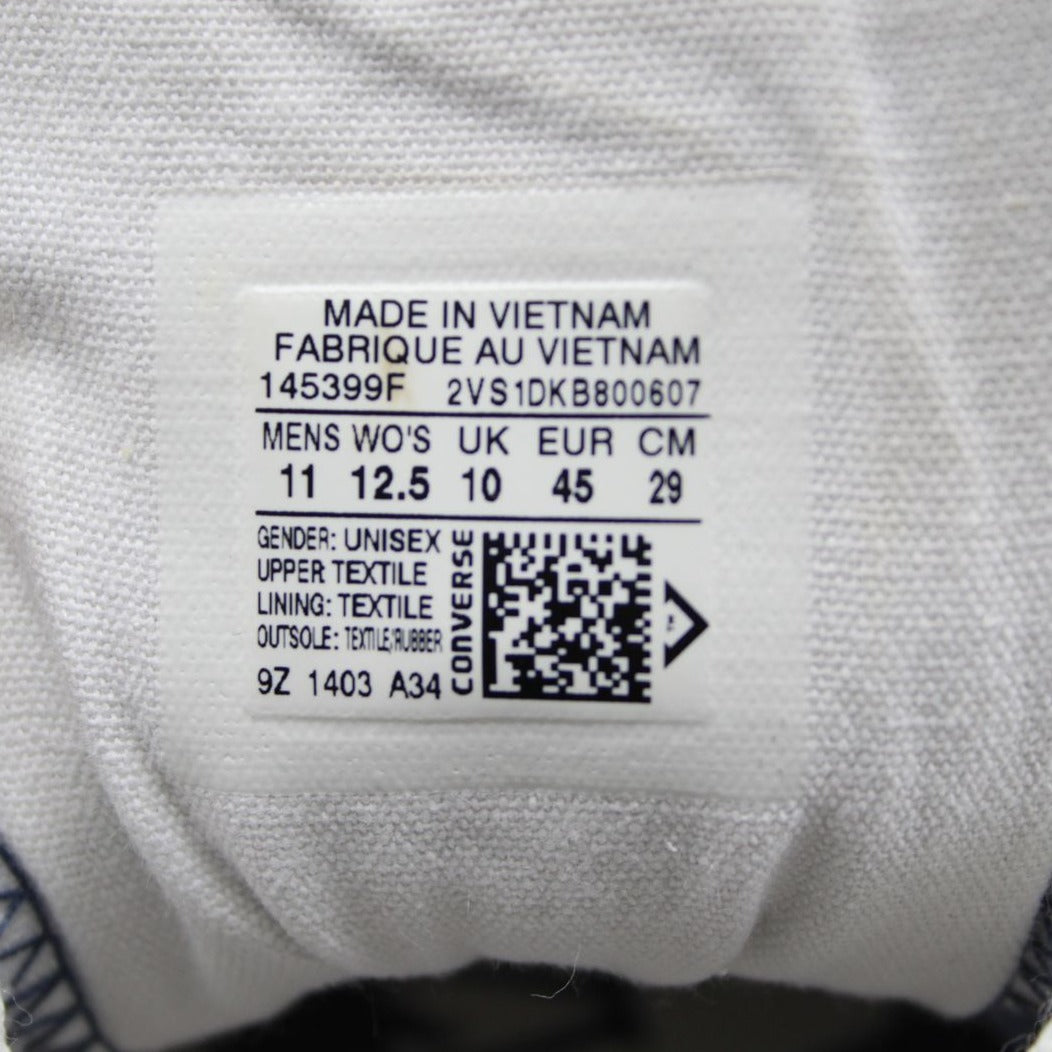 MADE IN VIETNAM
FABRIQUE AU VIETNAM
145399F 2VS1DKB800607
MENS WO'S UK EUR CM
11 12.5 10 45 29
GENDER: UNISEX
UPPER TEXTILE
LINING: TEXTILE
OUTSOLE: TEXTILE/RUBBER
9Z 1403 A34
CONVERSE